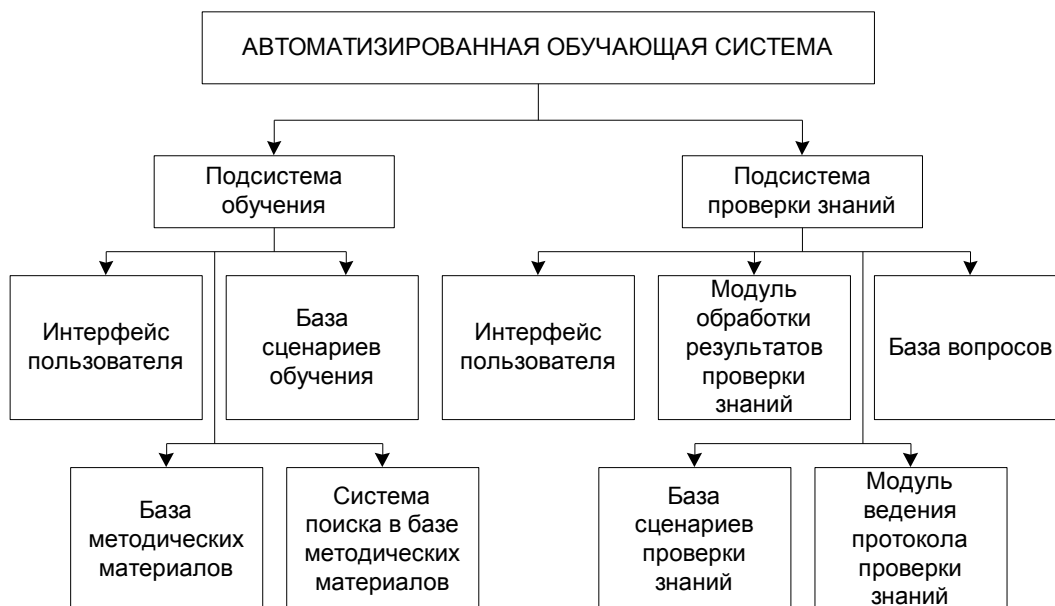 АВТОМАТИЗИРОВАННАЯ ОБУЧАЮЩАЯ СИСТЕМА
Подсистема
обучения
Подсистема
проверки знаний
Интерфейс
пользователя
База
сценариев
обучения
Интерфейс
пользователя
Модуль
обработки
результатов
проверки
знаний
База вопросов
База
методических
материалов
Система
поиска в базе
методических
материалов
База
сценариев
проверки
знаний
Модуль
ведения
протокола
проверки
знаний